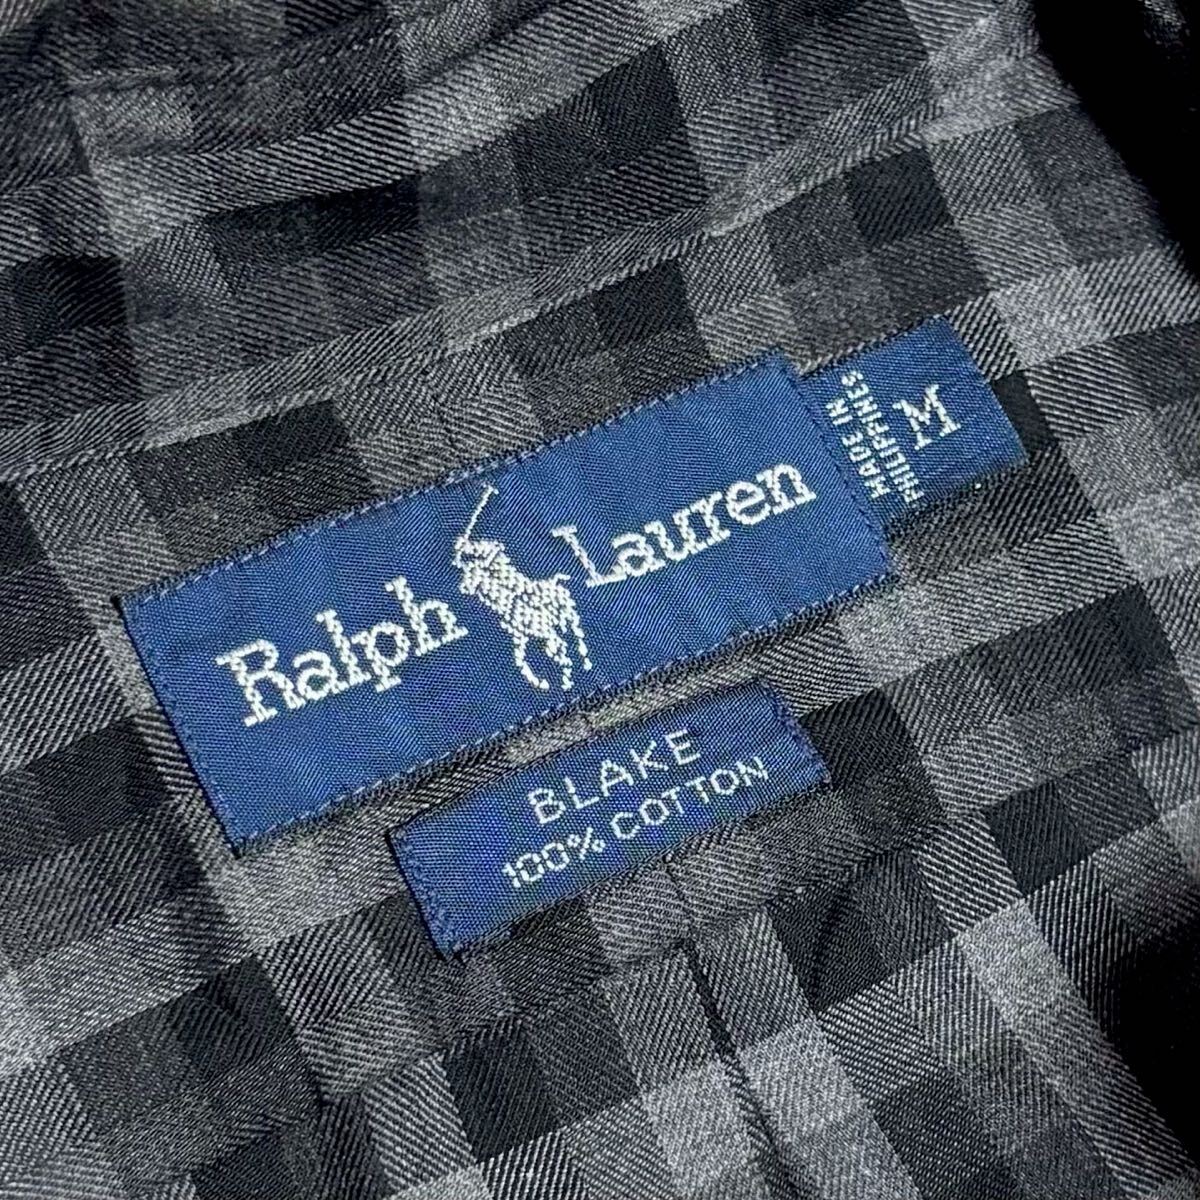 Ralph Lauren
MADE IN
PHILIPPINES
M
BLAKE
100% COTTON